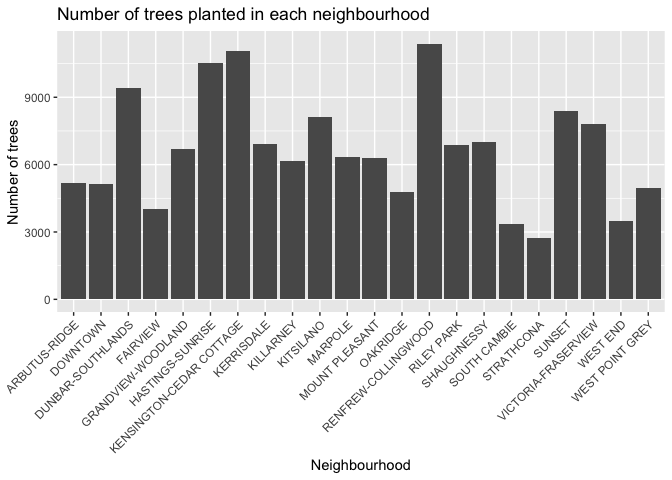 Number of trees planted in each neighbourhood
Number of trees
9000
6000
3000
0
ARBUTUS-RIDGE
DOWNTOWN
DUNBAR-SOUTHLANDS
FAIRVIEW
GRANDVIEW-WOODLAND
HASTINGS-SUNRISE
KENSINGTON-CEDAR COTTAGE
KERRISDALE
KILLARNEY
KITSILANO
MARPOLE
MOUNT PLEASANT
OAKRIDGE
RENFREW-COLLINGWOOD
RILEY PARK
SHAUGHNESSY
SOUTH CAMBIE
STRATHCONA
SUNSET
VICTORIA-FRASERVIEW
WEST END
WEST POINT GREY
Neighbourhood